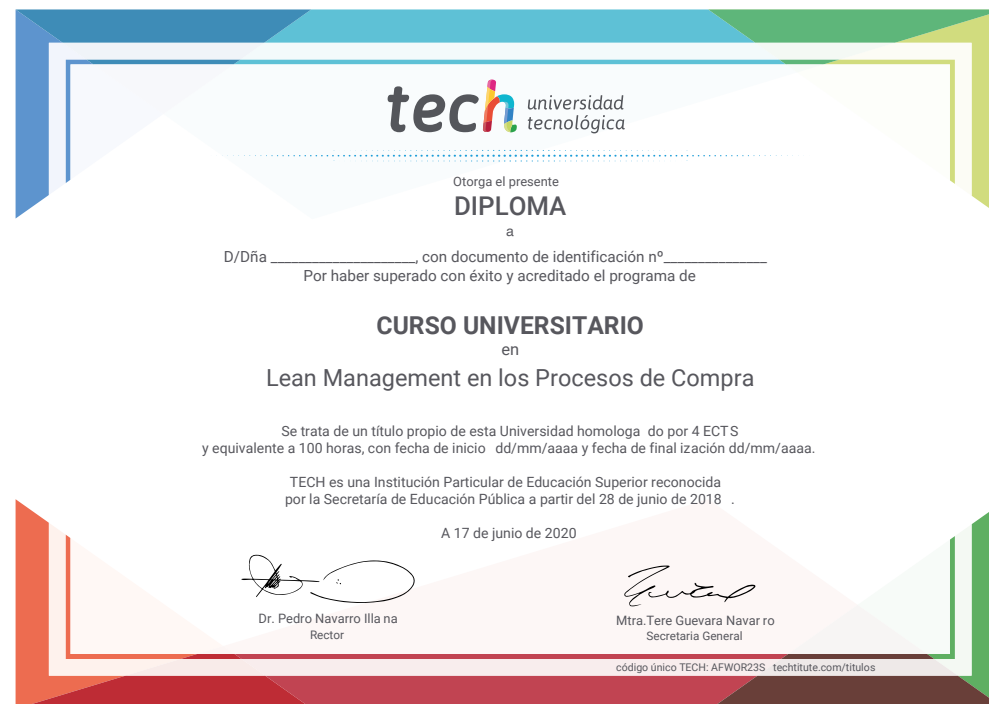 tech universidad
tecnológica
Otorga el presente
DIPLOMA
a
D/Dña ____________________, con documento de identificación nº______________
Por haber superado con éxito y acreditado el programa de
CURSO UNIVERSITARIO
en
Lean Management en los Procesos de Compra
Se trata de un título propio de esta Universidad homologa do por 4 ECTS
y equivalente a 100 horas, con fecha de inicio dd/mm/aaaa y fecha de final ización dd/mm/aaaa.
TECH es una Institución Particular de Educación Superior reconocida
por la Secretaría de Educación Pública a partir del 28 de junio de 2018 .
A 17 de junio de 2020
Dr. Pedro Navarro Illa na
Rector
Mtra.Tere Guevara Navar ro
Secretaria General
código único TECH: AFWOR23S techtitute.com/titulos